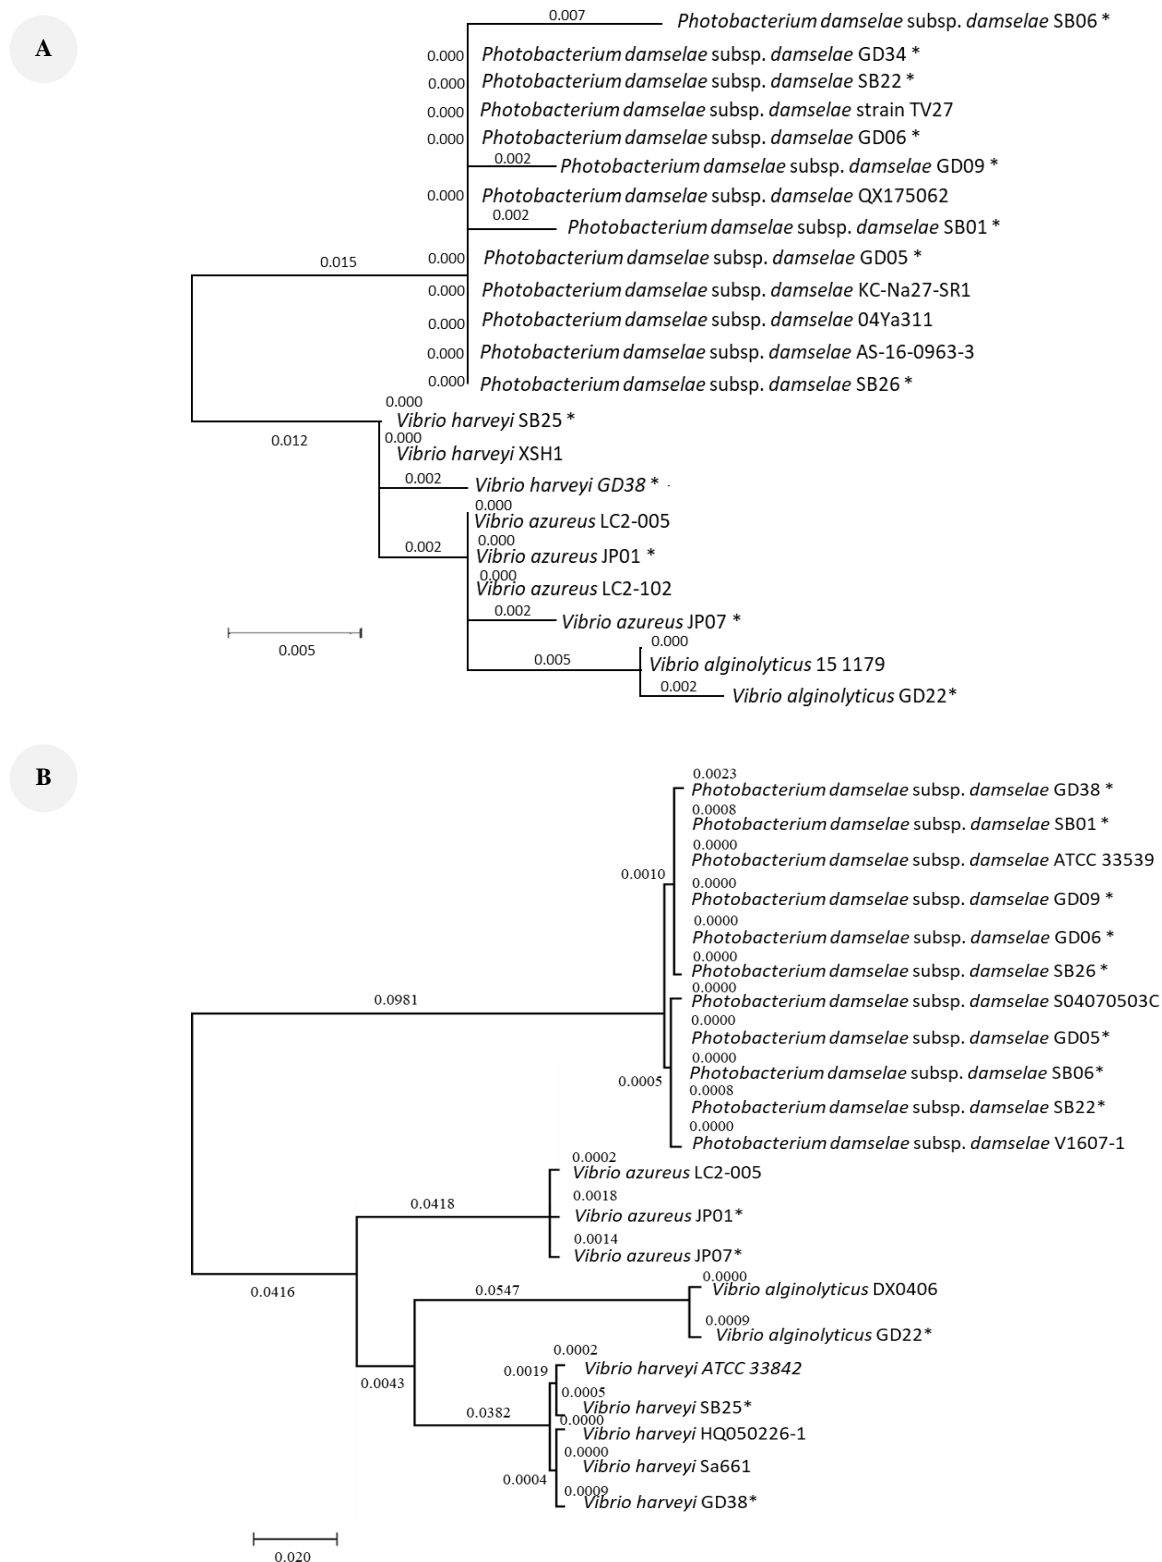 A
0.007
Photobacterium damselae subsp. damselae SB06 *
0.000 Photobacterium damselae subsp. damselae GD34 *
0.000 Photobacterium damselae subsp. damselae SB22 *
0.000 Photobacterium damselae subsp. damselae strain TV27
0.000 Photobacterium damselae subsp. damselae GD06 *
0.002 Photobacterium damselae subsp. damselae GD09 *
0.000 Photobacterium damselae subsp. damselae QX175062
0.002
Photobacterium damselae subsp. damselae SB01 *
0.000 Photobacterium damselae subsp. damselae GD05 *
0.015
0.000 Photobacterium damselae subsp. damselae KC-Na27-SR1
0.000 Photobacterium damselae subsp. damselae 04Ya311
0.000 Photobacterium damselae subsp. damselae AS-16-0963-3
0.000 Photobacterium damselae subsp. damselae SB26 *
0.000
Vibrio harveyi SB25 *
0.012
0.000
Vibrio harveyi XSH1
0.002
Vibrio harveyi GD38 *
0.000
Vibrio azureus LC2-005
0.000
0.002
Vibrio azureus JP01 *
0.000
Vibrio azureus LC2-102
0.002
Vibrio azureus JP07 *
0.000
0.005
0.005
Vibrio alginolyticus 15 1179
0.002
Vibrio alginolyticus GD22*
B
0.0023
Photobacterium damselae subsp. damselae GD38 *
0.0008
Photobacterium damselae subsp. damselae SB01 *
0.0000
Photobacterium damselae subsp. damselae ATCC 33539
0.0010
0.0000
Photobacterium damselae subsp. damselae GD09 *
0.0000
Photobacterium damselae subsp. damselae GD06 *
0.0000
Photobacterium damselae subsp. damselae SB26 *
0.0000
0.0981
Photobacterium damselae subsp. damselae S04070503C
0.0000
Photobacterium damselae subsp. damselae GD05*
0.0000
Photobacterium damselae subsp. damselae SB06*
0.0005
0.0008
Photobacterium damselae subsp. damselae SB22*
0.0000
Photobacterium damselae subsp. damselae V1607-1
0.0002
Vibrio azureus LC2-005
0.0418
0.0018
Vibrio azureus JP01*
0.0014
Vibrio azureus JP07*
0.0416
0.0547
0.0000
Vibrio alginolyticus DX0406
0.0009
Vibrio alginolyticus GD22*
0.0002
0.0019
Vibrio harveyi ATCC 33842
0.0043
0.0005
Vibrio harveyi SB25*
0.0382
0.0000
Vibrio harveyi HQ050226-1
0.0000
Vibrio harveyi Sa661
0.0004
0.0009
Vibrio harveyi GD38*
0.020